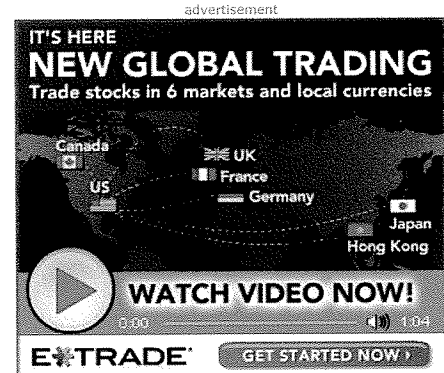 advertisement
IT'S HERE
NEW GLOBAL TRADING
Trade stocks in 6 markets and local currencies
Canada
UK
France
US
Germany
Japan
Hong Kong
WATCH VIDEO NOW!
0:00 1:04
E*TRADE®
GET STARTED NOW ›